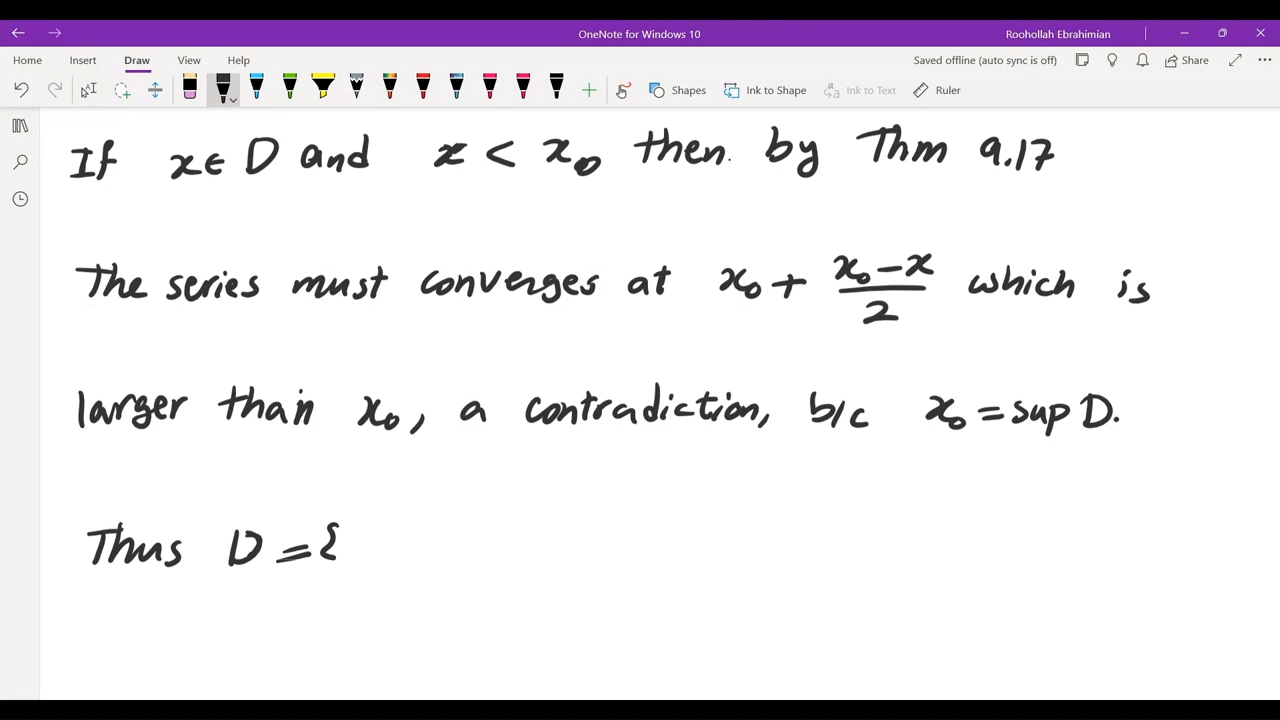 OneNote for Windows 10
Roohollah Ebrahimian
Home Insert Draw View Help
Saved offline (auto sync is off) Share
Shapes Ink to Shape Ink to Text Ruler
If x ∈ D and x < x₀ then by Thm 9.17
The series must converges at x₀ + (x₀ − x)/2 which is
larger than x₀, a contradiction, b/c x₀ = sup D.
Thus D = {